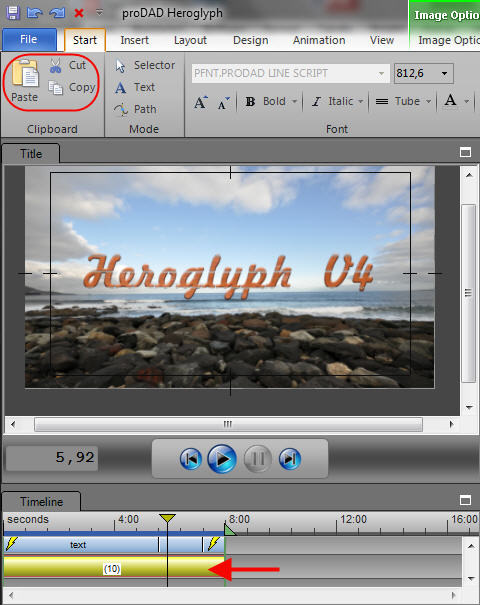 proDAD Heroglyph
Image Optio
File Start Insert Layout Design Animation View Image Option
Paste Cut Copy
Selector
Text
Path
PFNT.PRODAD LINE SCRIPT 812,6
A A B Bold I Italic Tube A
Clipboard Mode Font
Title
Heroglyph V4
5,92
Timeline
seconds 4:00 8:00 12:00 16:00
text
(10)